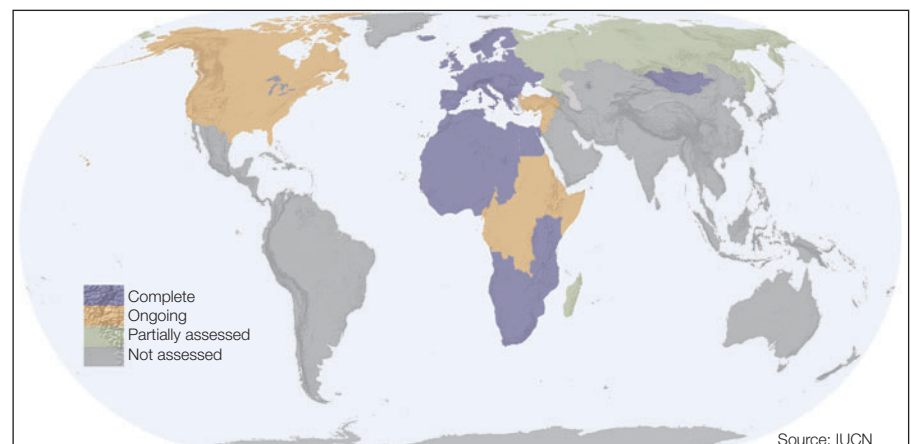 Complete
Ongoing
Partially assessed
Not assessed
Source: IUCN